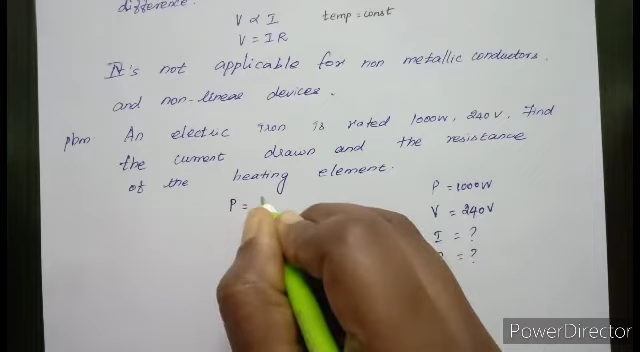 difference.
V ∝ I temp = const
V = IR
It's not applicable for non metallic conductors.
and non-linear devices.
pbm An electric iron is rated 1000W, 240V. Find
the current drawn and the resistance
of the heating element.
P = 1000W
P =
V = 240V
I = ?
= ?
PowerDirector